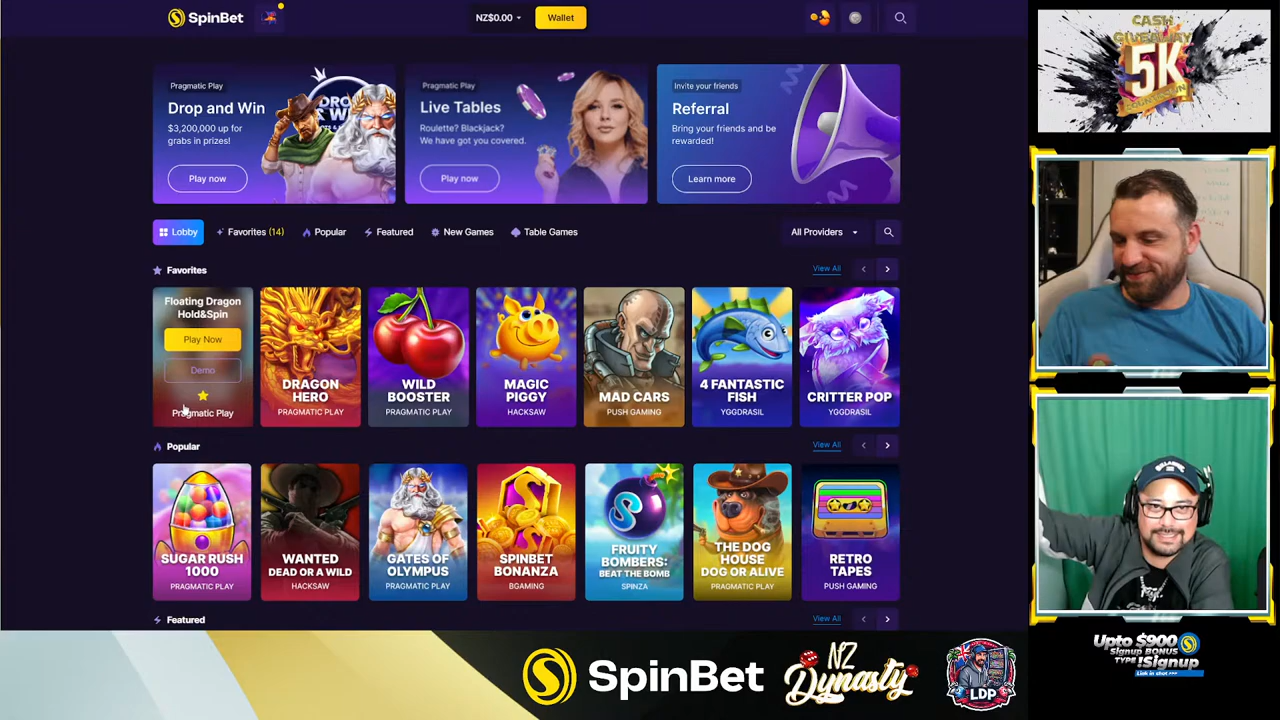 SpinBet
NZ$0.00
Wallet
Pragmatic Play
Drop and Win
$3,200,000 up for
grabs in prizes!
Play now
Pragmatic Play
Live Tables
Roulette? Blackjack?
We have got you covered.
Play now
Invite your friends
Referral
Bring your friends and be
rewarded!
Learn more
CASH
GIVEAWAY
5K
Lobby
Favorites (14)
Popular
Featured
New Games
Table Games
All Providers
Favorites
View All
Floating Dragon
Hold&Spin
Play Now
Demo
Pragmatic Play
DRAGON
HERO
PRAGMATIC PLAY
WILD
BOOSTER
PRAGMATIC PLAY
MAGIC
PIGGY
HACKSAW
MAD CARS
PUSH GAMING
4 FANTASTIC
FISH
YGGDRASIL
CRITTER POP
YGGDRASIL
Popular
View All
SUGAR RUSH
1000
PRAGMATIC PLAY
WANTED
DEAD OR A WILD
HACKSAW
GATES OF
OLYMPUS
PRAGMATIC PLAY
SPINBET
BONANZA
BGAMING
FRUITY
BOMBERS:
BEAT THE BOMB
SPINZA
THE DOG
HOUSE
DOG OR ALIVE
PRAGMATIC PLAY
RETRO
TAPES
PUSH GAMING
Featured
View All
SpinBet
NZ
Dynasty
LDP
Upto $900
Signup BONUS
TYPE !Signup